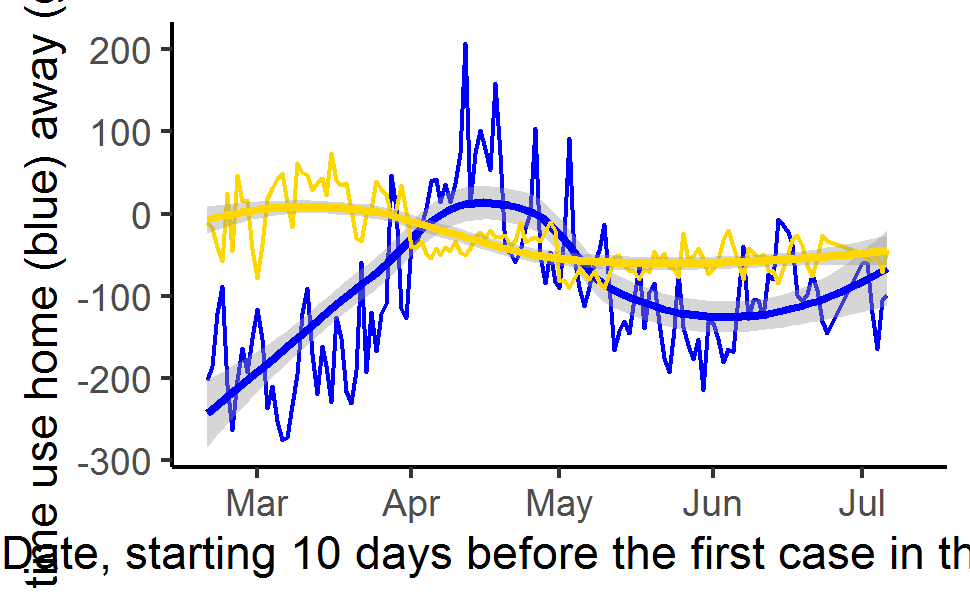 time use home (blue) away (
200
100
0
-100
-200
-300
Mar Apr May Jun Jul
Date, starting 10 days before the first case in th